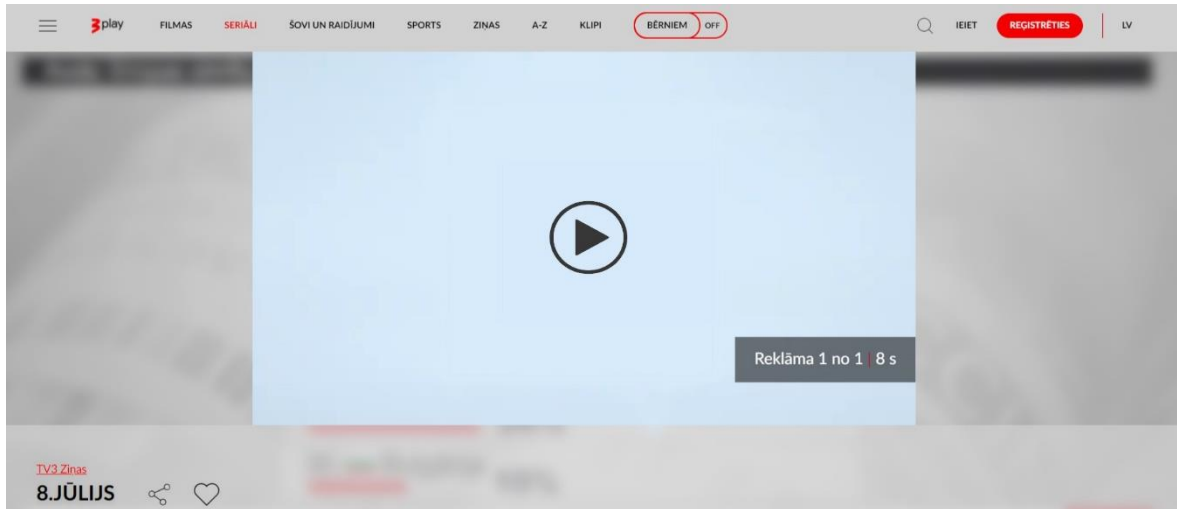 3play FILMAS SERIĀLI ŠOVI UN RAIDĪJUMI SPORTS ZIŅAS A-Z KLIPI BĒRNIEM OFF IEIET REĢISTRĒTIES LV
Reklāma 1 no 1 | 8 s
TV3 Ziņas
8.JŪLIJS